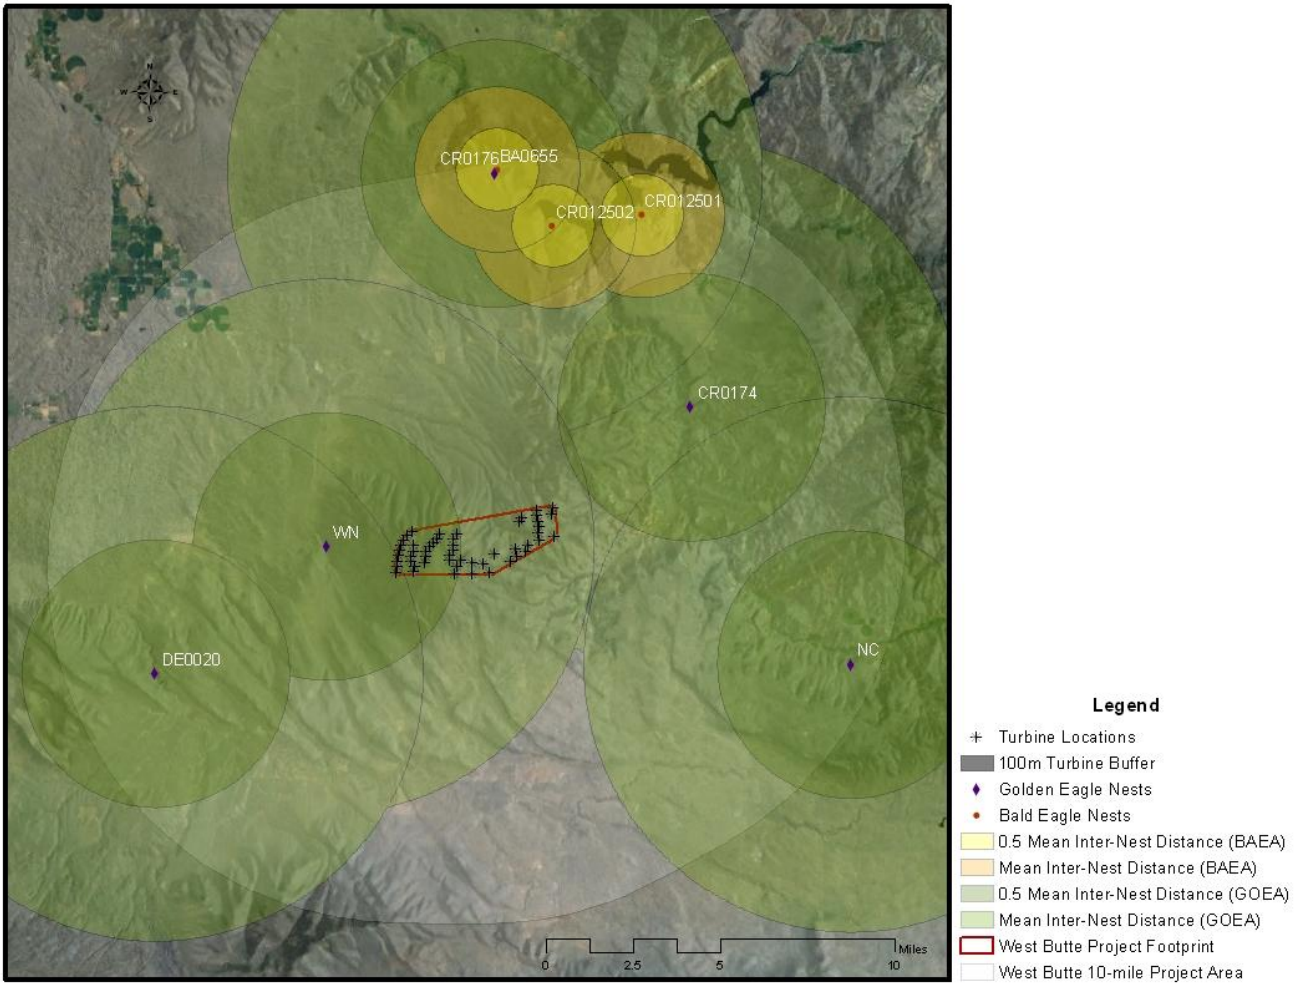 N
W E
S
CR0176 BA0655
CR012502
CR012501
CR0174
WN
DE0020
NC
Miles
0 2.5 5 10
Legend
Turbine Locations
100m Turbine Buffer
Golden Eagle Nests
Bald Eagle Nests
0.5 Mean Inter-Nest Distance (BAEA)
Mean Inter-Nest Distance (BAEA)
0.5 Mean Inter-Nest Distance (GOEA)
Mean Inter-Nest Distance (GOEA)
West Butte Project Footprint
West Butte 10-mile Project Area